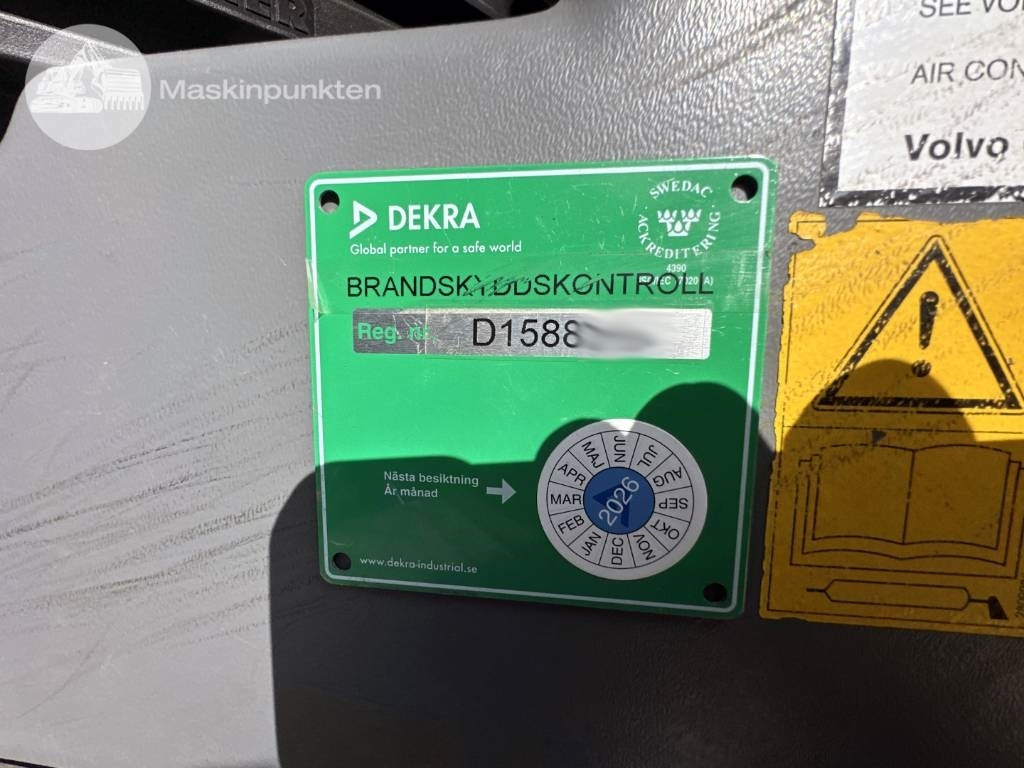 Maskinpunkten
SEE VO
AIR CON
Volvo
DEKRA
Global partner for a safe world
SWEDAC
ACKREDITERING
4390
BRANDSKYDDSKONTROLL
Reg. nr.
D1588
Nästa besiktning
År månad
JAN FEB MAR APR MAJ JUN JUL AUG SEP OKT NOV DEC
2026
www.dekra-industrial.se